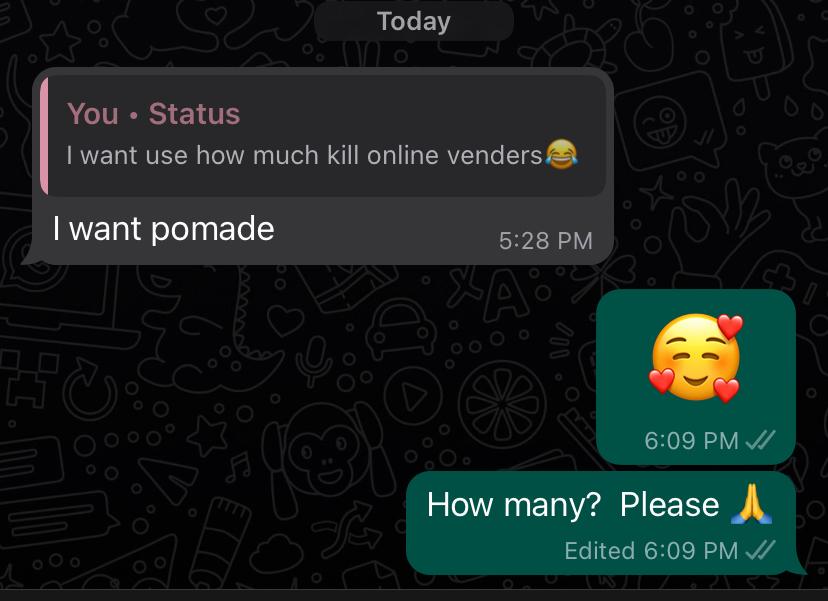 Today
You • Status
I want use how much kill online venders😂
I want pomade
5:28 PM
🥰
6:09 PM
How many?  Please 🙏
Edited 6:09 PM